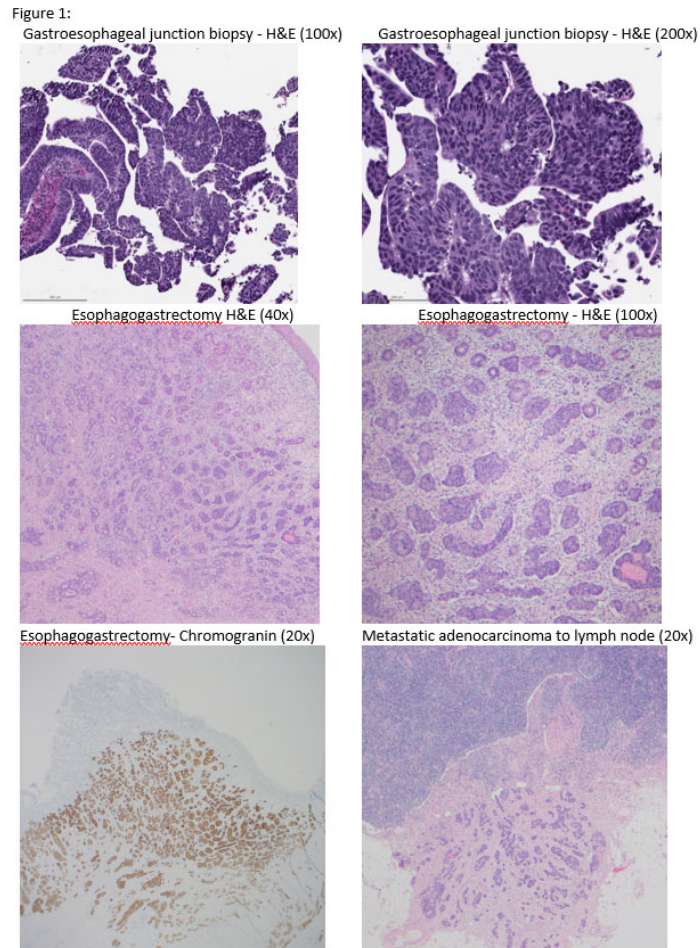 Figure 1:
Gastroesophageal junction biopsy - H&E (100x)
Gastroesophageal junction biopsy - H&E (200x)
Esophagogastrectomy H&E (40x)
Esophagogastrectomy - H&E (100x)
Esophagogastrectomy- Chromogranin (20x)
Metastatic adenocarcinoma to lymph node (20x)